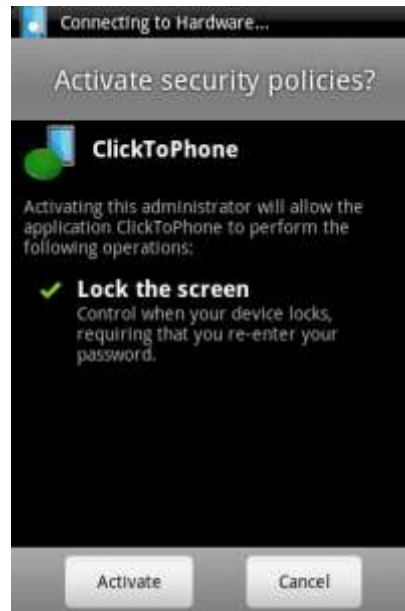 Connecting to Hardware...
Activate security policies?
ClickToPhone
Activating this administrator will allow the
application ClickToPhone to perform the
following operations:
Lock the screen
Control when your device locks,
requiring that you re-enter your
password.
Activate
Cancel